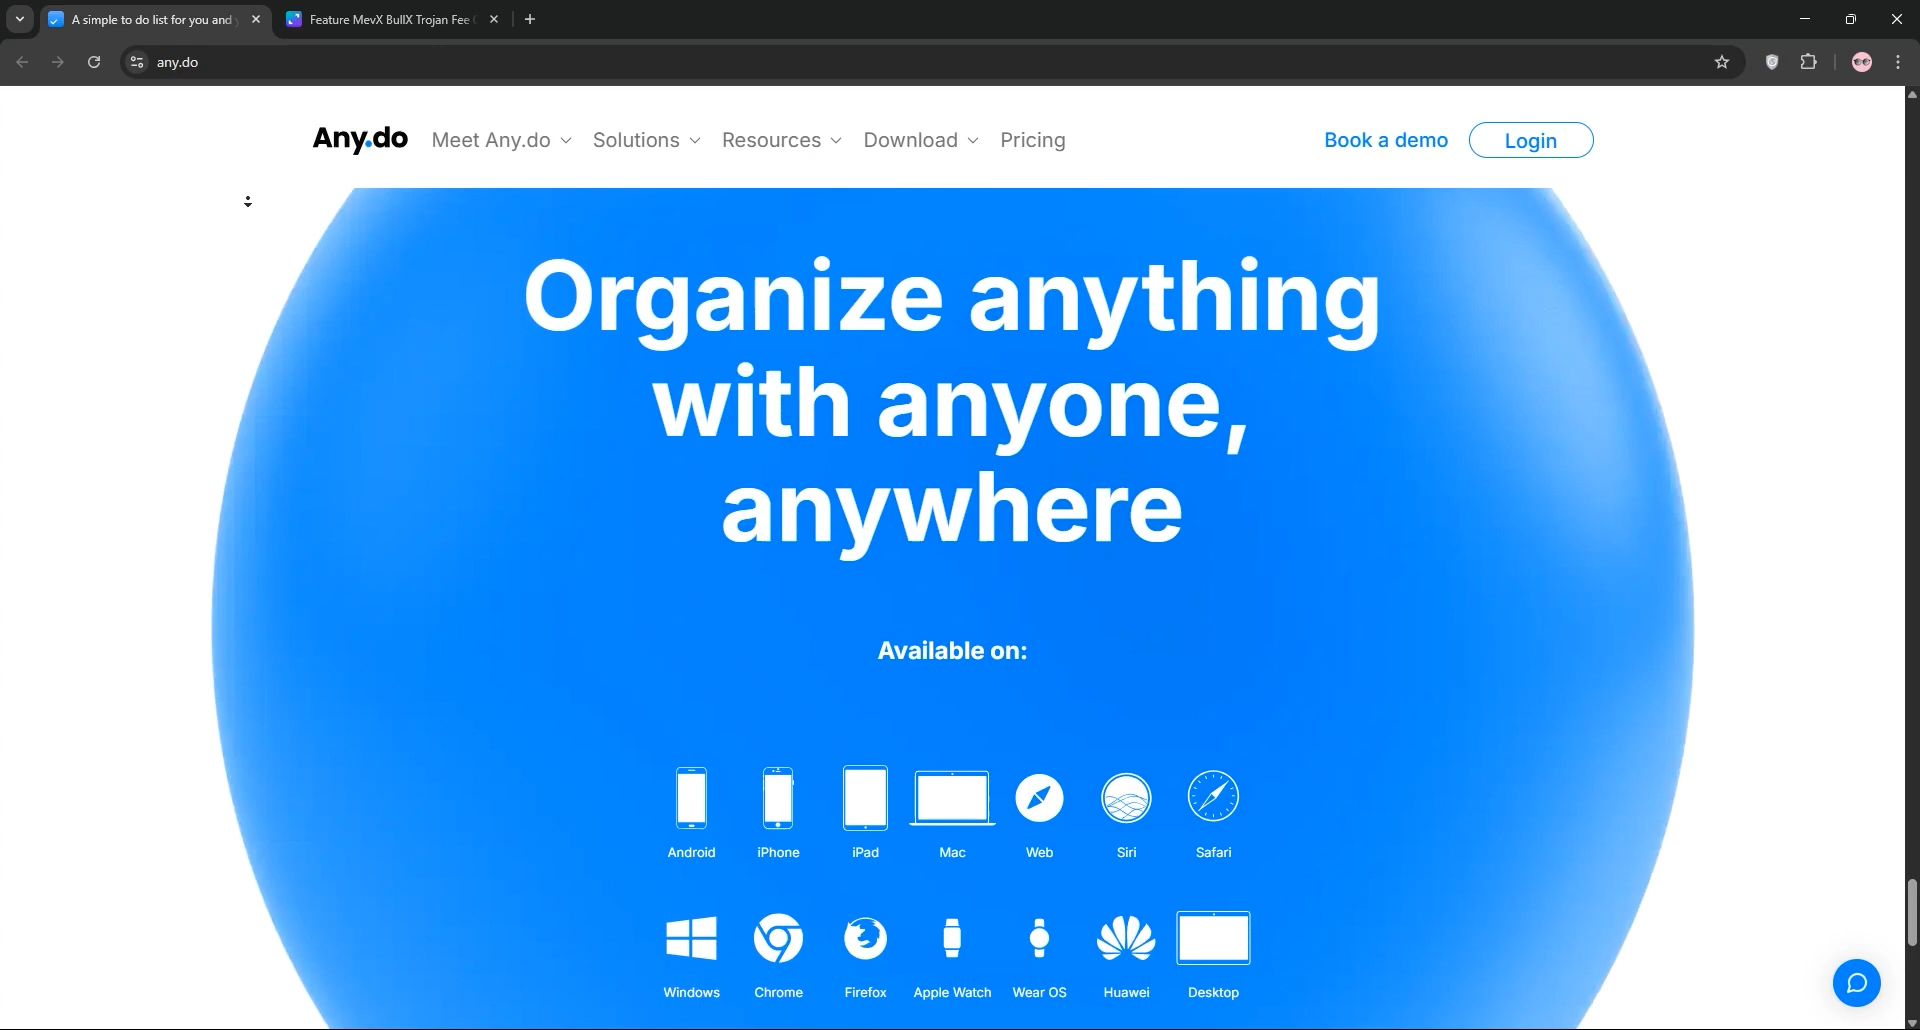 A simple to do list for you and
Feature MevX BullX Trojan Fee
any.do
Any.do
Meet Any.do
Solutions
Resources
Download
Pricing
Book a demo
Login
Organize anything
with anyone,
anywhere
Available on:
Android
iPhone
iPad
Mac
Web
Siri
Safari
Windows
Chrome
Firefox
Apple Watch
Wear OS
Huawei
Desktop